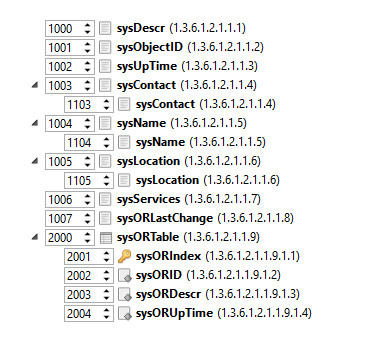 1000 sysDescr (1.3.6.1.2.1.1.1)
1001 sysObjectID (1.3.6.1.2.1.1.2)
1002 sysUpTime (1.3.6.1.2.1.1.3)
1003 sysContact (1.3.6.1.2.1.1.4)
1103 sysContact (1.3.6.1.2.1.1.4)
1004 sysName (1.3.6.1.2.1.1.5)
1104 sysName (1.3.6.1.2.1.1.5)
1005 sysLocation (1.3.6.1.2.1.1.6)
1105 sysLocation (1.3.6.1.2.1.1.6)
1006 sysServices (1.3.6.1.2.1.1.7)
1007 sysORLastChange (1.3.6.1.2.1.1.8)
2000 sysORTable (1.3.6.1.2.1.1.9)
2001 sysORIndex (1.3.6.1.2.1.1.9.1.1)
2002 sysORID (1.3.6.1.2.1.1.9.1.2)
2003 sysORDescr (1.3.6.1.2.1.1.9.1.3)
2004 sysORUpTime (1.3.6.1.2.1.1.9.1.4)